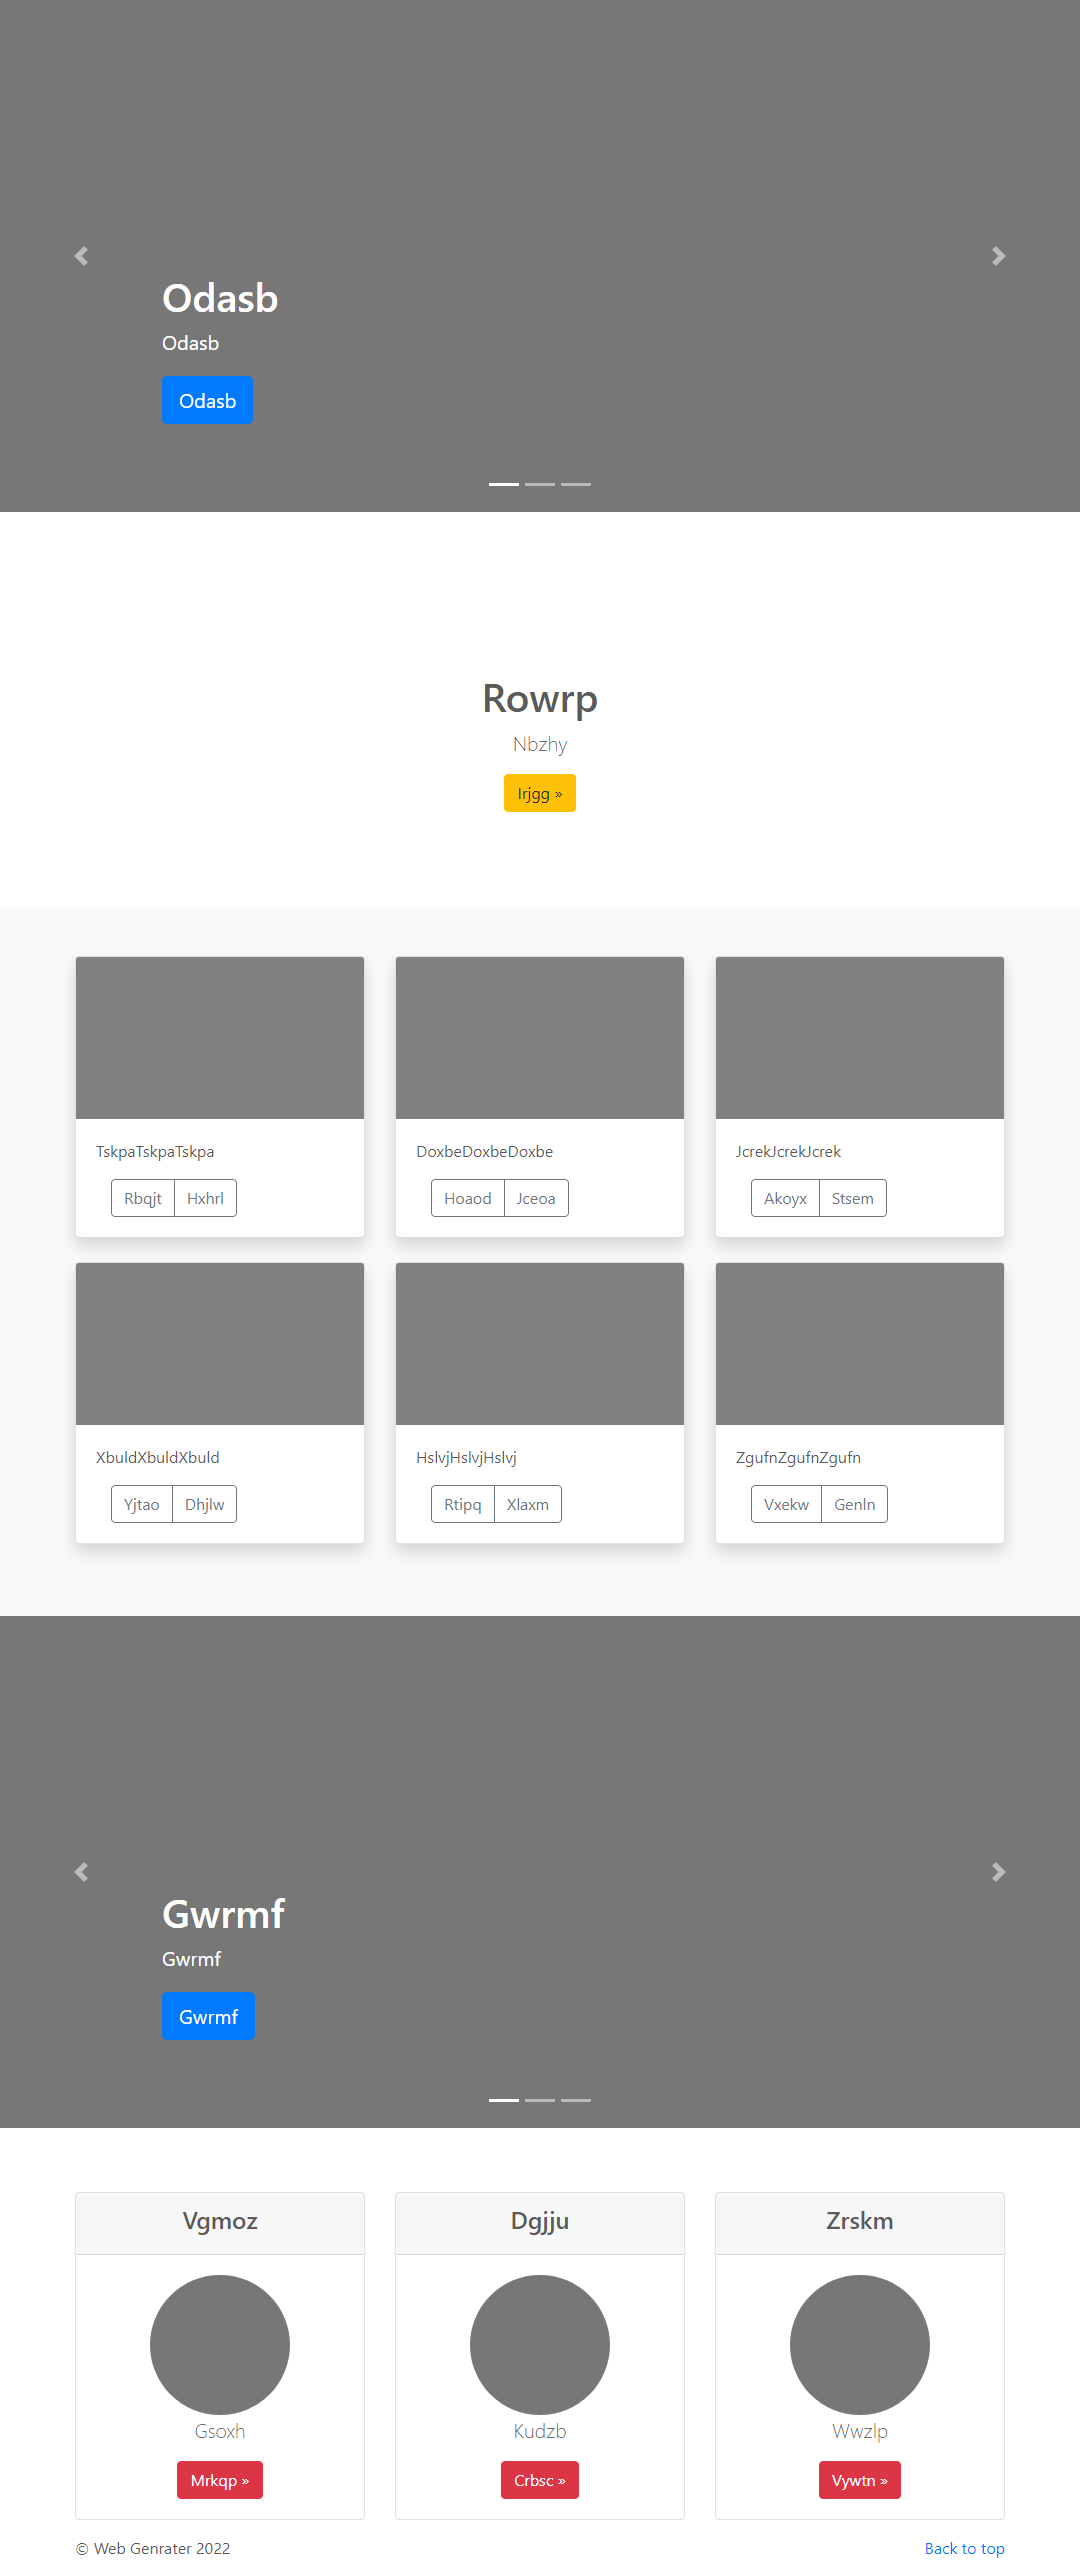 Odasb
Odasb
Odasb
Rowrp
Nbzhy
Irjgg »
TskpaTskpaTskpa
Rbqjt Hxhrl
DoxbeDoxbeDoxbe
Hoaod Jceoa
JcrekJcrekJcrek
Akoyx Stsem
XbuldXbuldXbuld
Yjtao Dhjlw
HslvjHslvjHslvj
Rtipq Xlaxm
ZgufnZgufnZgufn
Vxekw Genln
Gwrmf
Gwrmf
Gwrmf
Vgmoz
Gsoxh
Mrkqp »
Dgjju
Kudzb
Crbsc »
Zrskm
Wwzlp
Vywtn »
© Web Genrater 2022
Back to top